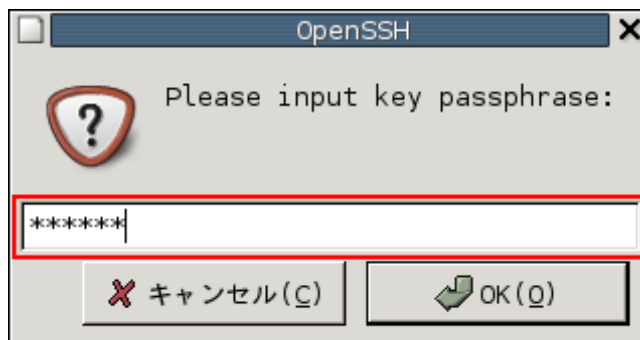 OpenSSH
Please input key passphrase:
******
キャンセル(C)
OK(O)